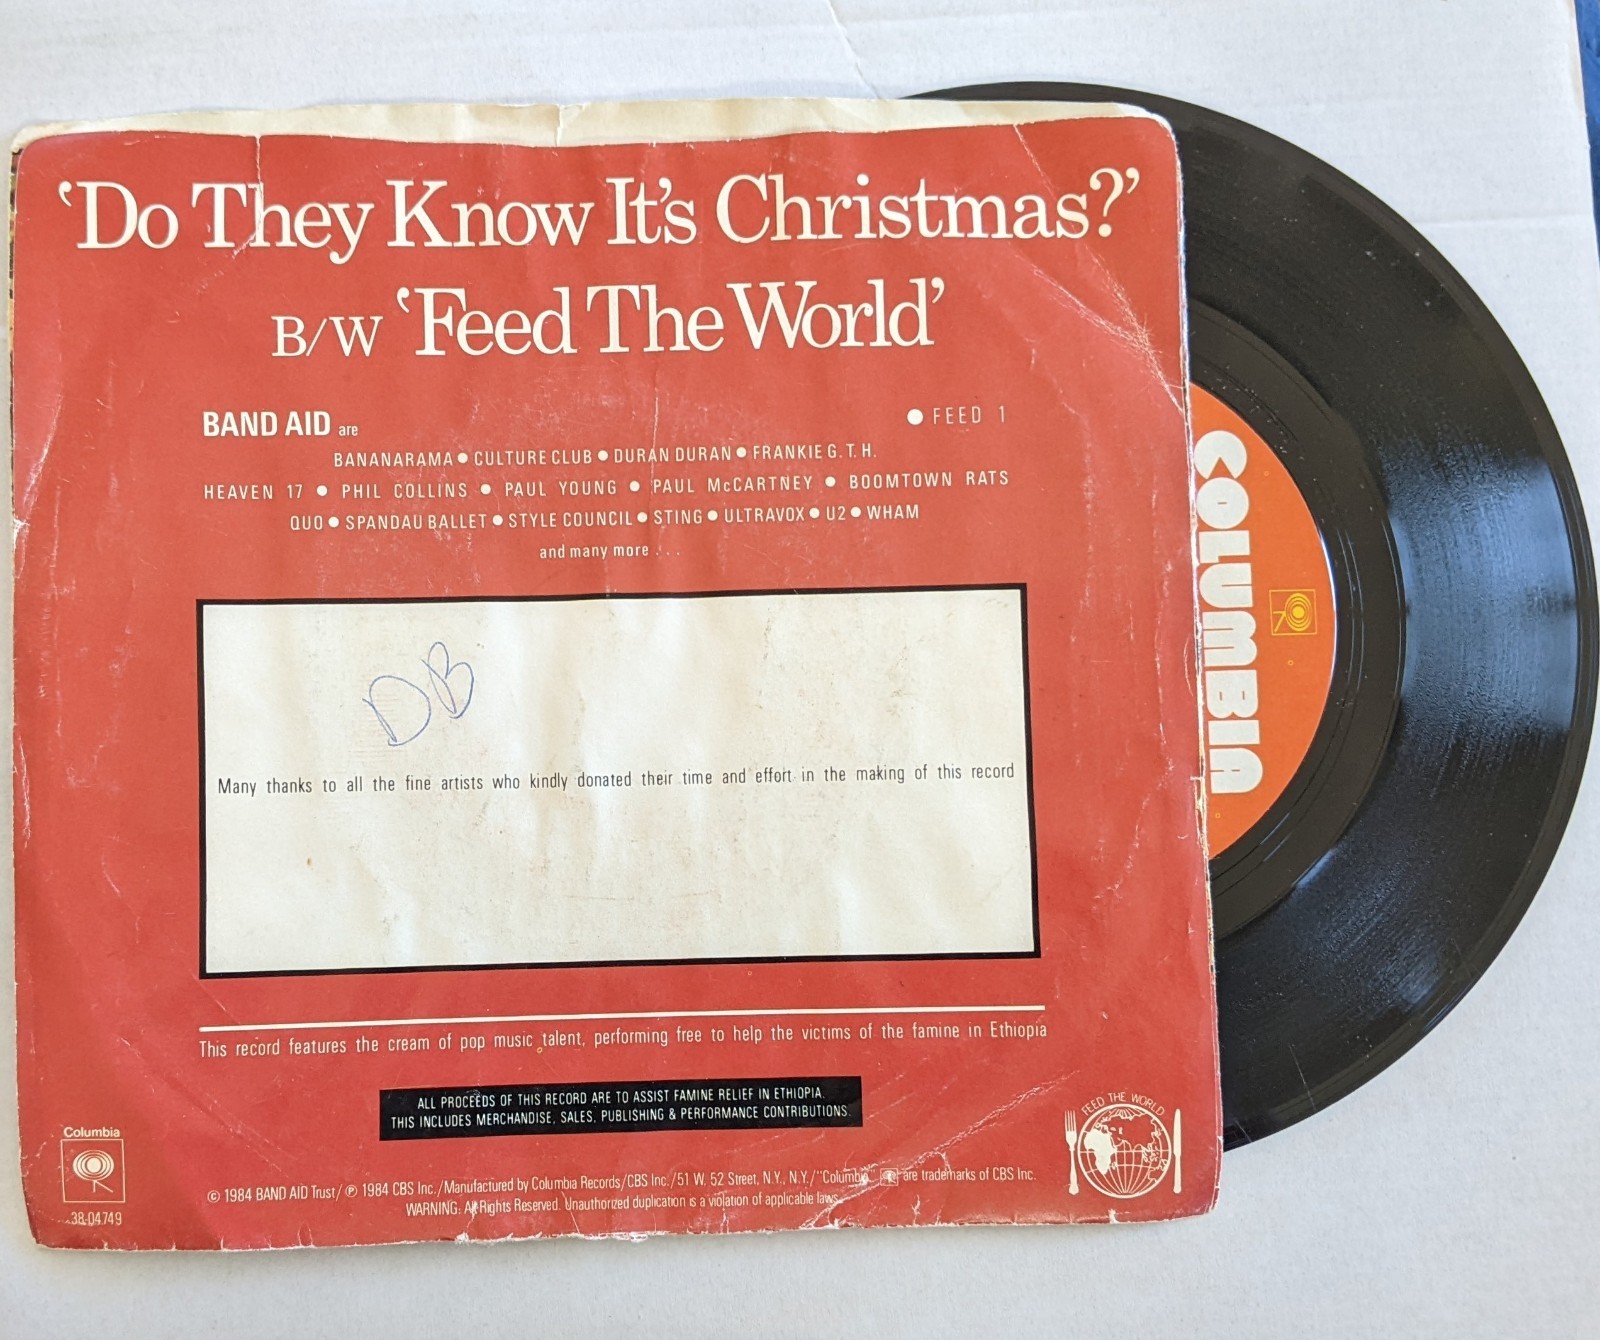 ‘Do They Know It's Christmas?’
B/W ‘Feed The World’
BAND AID are
● FEED 1
BANANARAMA ● CULTURE CLUB ● DURAN DURAN ● FRANKIE G.T.H.
HEAVEN 17 ● PHIL COLLINS ● PAUL YOUNG ● PAUL McCARTNEY ● BOOMTOWN RATS
QUO ● SPANDAU BALLET ● STYLE COUNCIL ● STING ● ULTRAVOX ● U2 ● WHAM
and many more . . .
DB
Many thanks to all the fine artists who kindly donated their time and effort in the making of this record
This record features the cream of pop music talent, performing free to help the victims of the famine in Ethiopia
ALL PROCEEDS OF THIS RECORD ARE TO ASSIST FAMINE RELIEF IN ETHIOPIA.
THIS INCLUDES MERCHANDISE, SALES, PUBLISHING & PERFORMANCE CONTRIBUTIONS.
Columbia
38-04749
© 1984 BAND AID Trust/ ℗ 1984 CBS Inc./Manufactured by Columbia Records/CBS Inc./51 W. 52 Street, N.Y., N.Y./"Columbia," are trademarks of CBS Inc.
WARNING: All Rights Reserved. Unauthorized duplication is a violation of applicable laws.
FEED THE WORLD
COLUMBIA